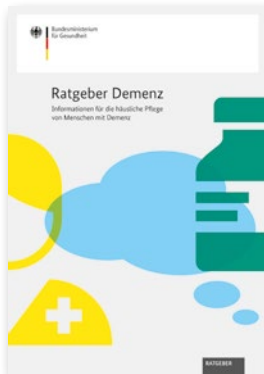 Bundesministerium
für Gesundheit
Ratgeber Demenz
Informationen für die häusliche Pflege
von Menschen mit Demenz
RATGEBER